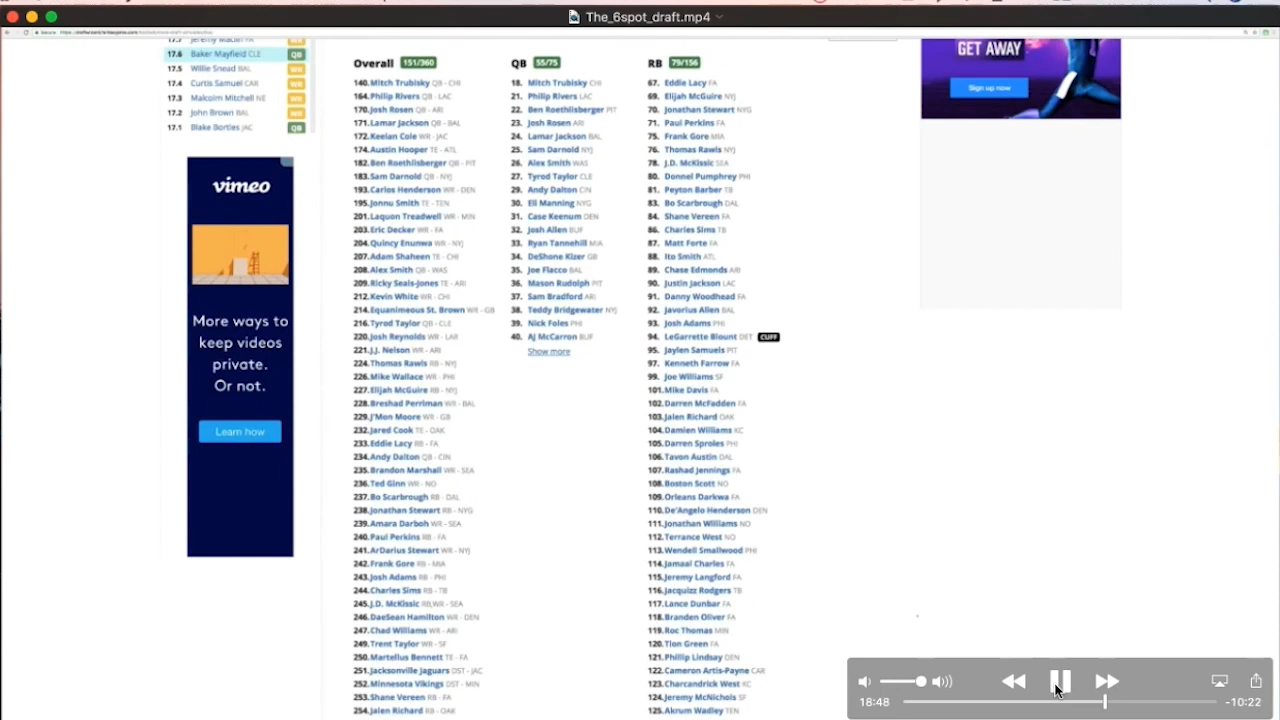 The_6spot_draft.mp4
17.7 Jeremy Maclin FA WR
17.6 Baker Mayfield CLE QB
17.5 Willie Snead BAL WR
17.4 Curtis Samuel CAR WR
17.3 Malcolm Mitchell NE WR
17.2 John Brown BAL WR
17.1 Blake Bortles JAC QB
vimeo
More ways to
keep videos
private.
Or not.
Learn how
Overall 151/360
140. Mitch Trubisky QB - CHI
164. Philip Rivers QB - LAC
170. Josh Rosen QB - ARI
171. Lamar Jackson QB - BAL
172. Keelan Cole WR - JAC
174. Austin Hooper TE - ATL
182. Ben Roethlisberger QB - PIT
183. Sam Darnold QB - NYJ
193. Carlos Henderson WR - DEN
195. Jonnu Smith TE - TEN
201. Laquon Treadwell WR - MIN
203. Eric Decker WR - FA
204. Quincy Enunwa WR - NYJ
207. Adam Shaheen TE - CHI
208. Alex Smith QB - WAS
209. Ricky Seals-Jones TE - ARI
212. Kevin White WR - CHI
214. Equanimeous St. Brown WR - GB
216. Tyrod Taylor QB - CLE
220. Josh Reynolds WR - LAR
221. J.J. Nelson WR - ARI
224. Thomas Rawls RB - NYJ
226. Mike Wallace WR - PHI
227. Elijah McGuire RB - NYJ
228. Breshad Perriman WR - BAL
229. J'Mon Moore WR - GB
232. Jared Cook TE - OAK
233. Eddie Lacy RB - FA
234. Andy Dalton QB - CIN
235. Brandon Marshall WR - SEA
236. Ted Ginn WR - NO
237. Bo Scarbrough RB - DAL
238. Jonathan Stewart RB - NYG
239. Amara Darboh WR - SEA
240. Paul Perkins RB - FA
241. ArDarius Stewart WR - NYJ
242. Frank Gore RB - MIA
243. Josh Adams RB - PHI
244. Charles Sims RB - TB
245. J.D. McKissic RB,WR - SEA
246. DaeSean Hamilton WR - DEN
247. Chad Williams WR - ARI
249. Trent Taylor WR - SF
250. Martellus Bennett TE - FA
251. Jacksonville Jaguars DST - JAC
252. Minnesota Vikings DST - MIN
253. Shane Vereen RB - FA
254. Jalen Richard RB - OAK
QB 55/75
18. Mitch Trubisky CHI
21. Philip Rivers LAC
22. Ben Roethlisberger PIT
23. Josh Rosen ARI
24. Lamar Jackson BAL
25. Sam Darnold NYJ
26. Alex Smith WAS
27. Tyrod Taylor CLE
29. Andy Dalton CIN
30. Eli Manning NYG
31. Case Keenum DEN
32. Josh Allen BUF
33. Ryan Tannehill MIA
34. DeShone Kizer GB
35. Joe Flacco BAL
36. Mason Rudolph PIT
37. Sam Bradford ARI
38. Teddy Bridgewater NYJ
39. Nick Foles PHI
40. AJ McCarron BUF
Show more
RB 79/156
67. Eddie Lacy FA
69. Elijah McGuire NYJ
70. Jonathan Stewart NYG
71. Paul Perkins FA
75. Frank Gore MIA
76. Thomas Rawls NYJ
78. J.D. McKissic SEA
80. Donnel Pumphrey PHI
81. Peyton Barber TB
83. Bo Scarbrough DAL
84. Shane Vereen FA
86. Charles Sims TB
87. Matt Forte FA
88. Ito Smith ATL
89. Chase Edmonds ARI
90. Justin Jackson LAC
91. Danny Woodhead FA
92. Javorius Allen BAL
93. Josh Adams PHI
94. LeGarrette Blount DET CUFF
95. Jaylen Samuels PIT
97. Kenneth Farrow FA
99. Joe Williams SF
101. Mike Davis FA
102. Darren McFadden FA
103. Jalen Richard OAK
104. Damien Williams KC
105. Darren Sproles PHI
106. Tavon Austin DAL
107. Rashad Jennings FA
108. Boston Scott NO
109. Orleans Darkwa FA
110. De'Angelo Henderson DEN
111. Jonathan Williams NO
112. Terrance West NO
113. Wendell Smallwood PHI
114. Jamaal Charles FA
115. Jeremy Langford FA
116. Jacquizz Rodgers TB
117. Lance Dunbar FA
118. Branden Oliver FA
119. Roc Thomas MIN
120. Tion Green FA
121. Phillip Lindsay DEN
122. Cameron Artis-Payne CAR
123. Charcandrick West KC
124. Jeremy McNichols SF
125. Akrum Wadley TEN
GET AWAY
Sign up now
18:48
-10:22